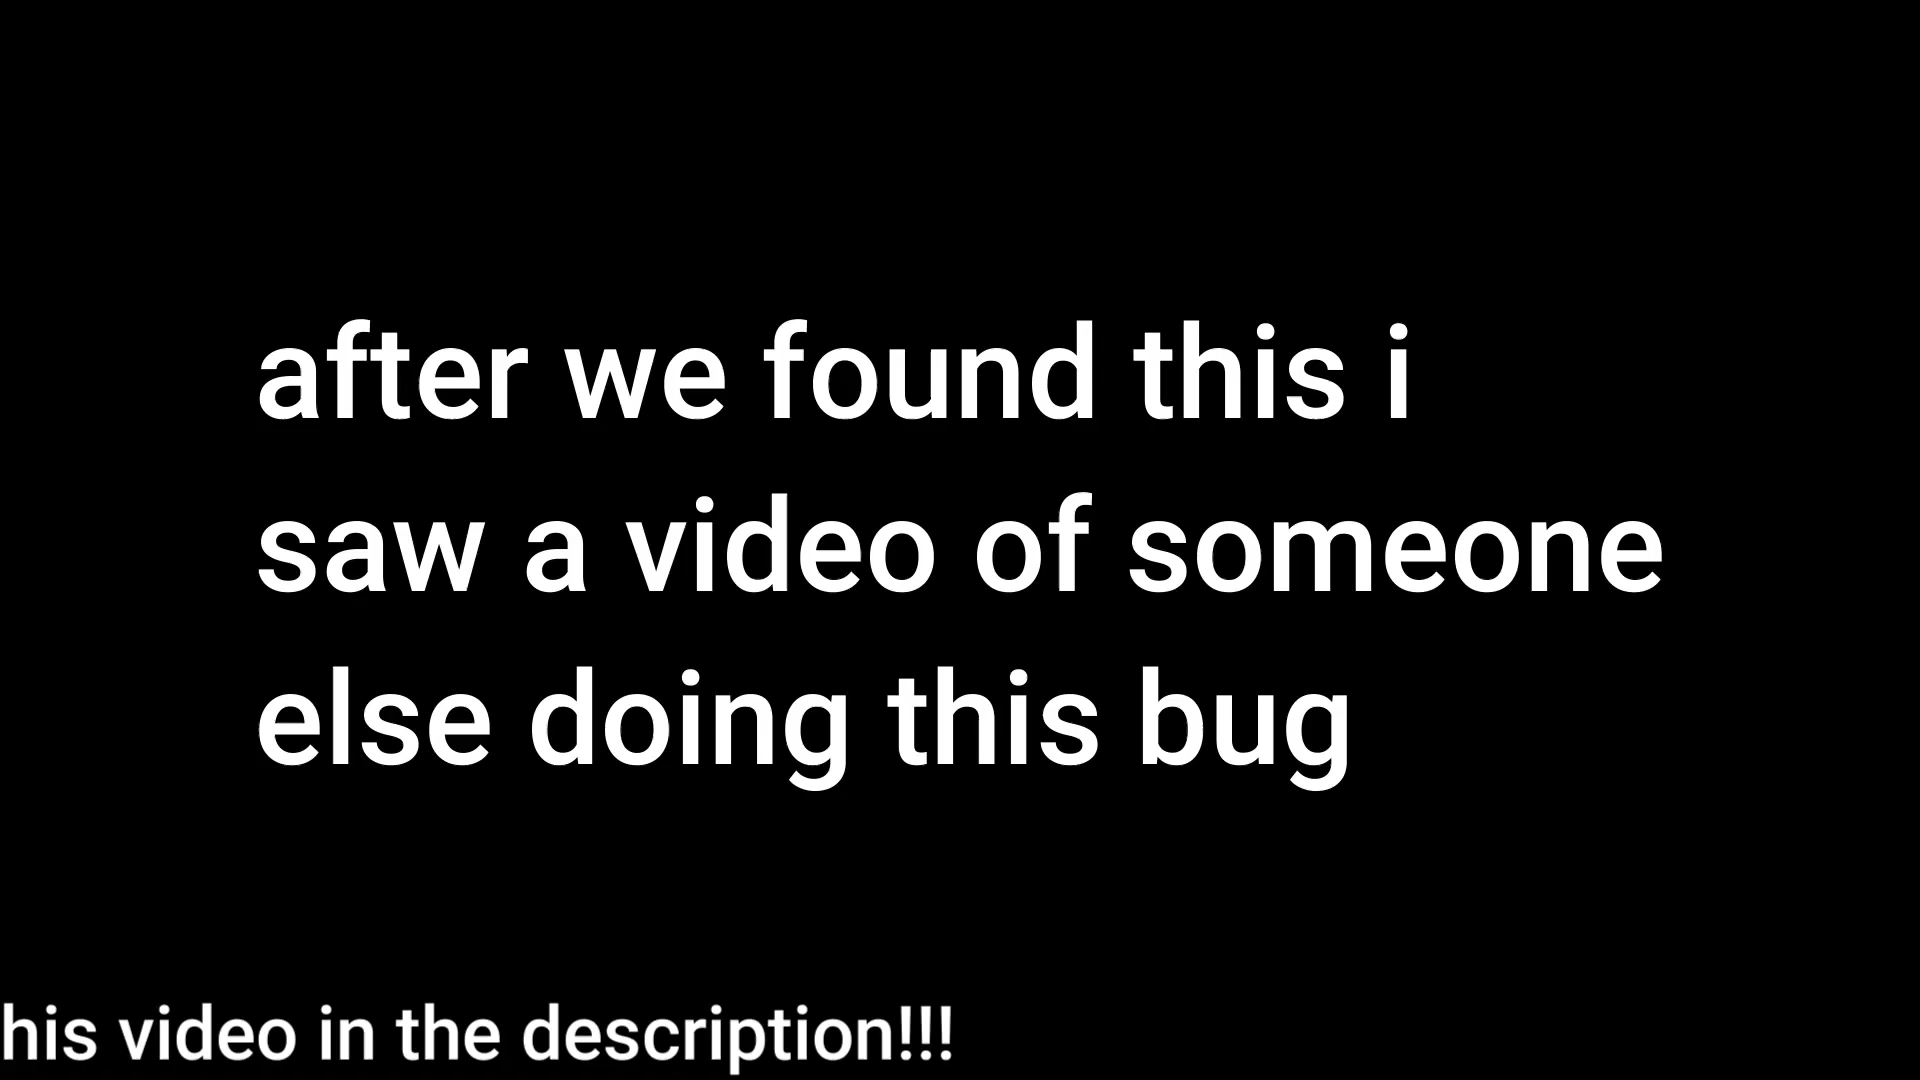 after we found this i
saw a video of someone
else doing this bug
his video in the description!!!